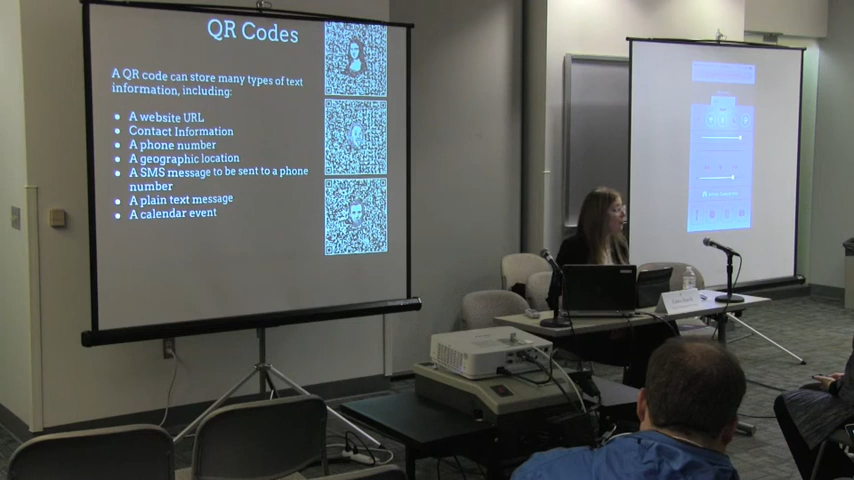 QR Codes
A QR code can store many types of text
information, including:
● A website URL
● Contact Information
● A phone number
● A geographic location
● A SMS message to be sent to a phone
number
● A plain text message
● A calendar event